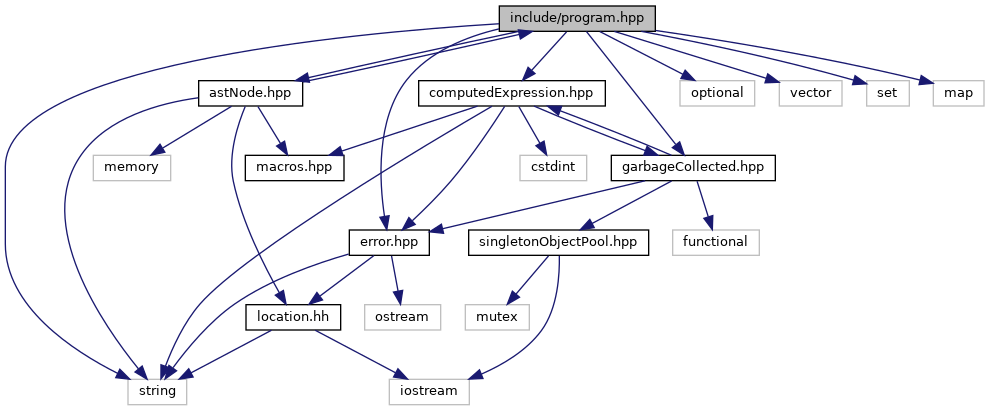 include/program.hpp
astNode.hpp
computedExpression.hpp
optional
vector
set
map
memory
macros.hpp
cstdint
garbageCollected.hpp
error.hpp
singletonObjectPool.hpp
functional
location.hh
ostream
mutex
string
iostream